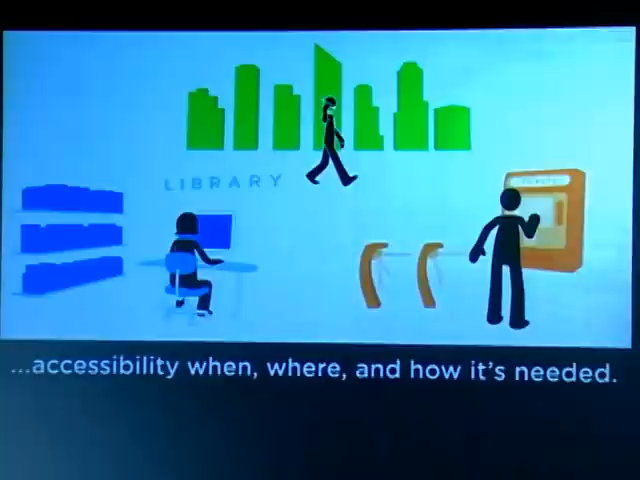 LIBRARY
...accessibility when, where, and how it's needed.